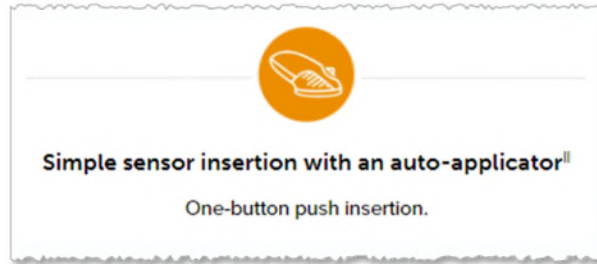 Simple sensor insertion with an auto-applicator||
One-button push insertion.